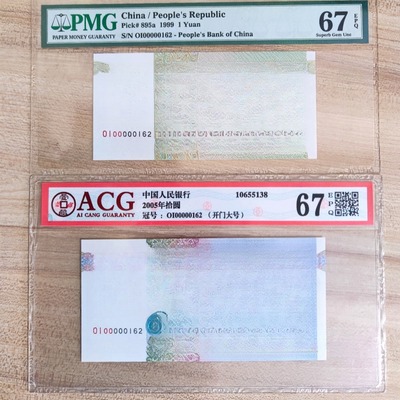 PMG
PAPER MONEY GUARANTY
China / People's Republic
Pick# 895a 1999 1 Yuan
S/N OI00000162 - People's Bank of China
67 EPQ
Superb Gem Unc
OI00000162
ACG
AI CANG GUARANTY
中国人民银行 10655138
2005年拾圆
冠号：OI00000162 （开门大号）
67 EPQ
OI00000162